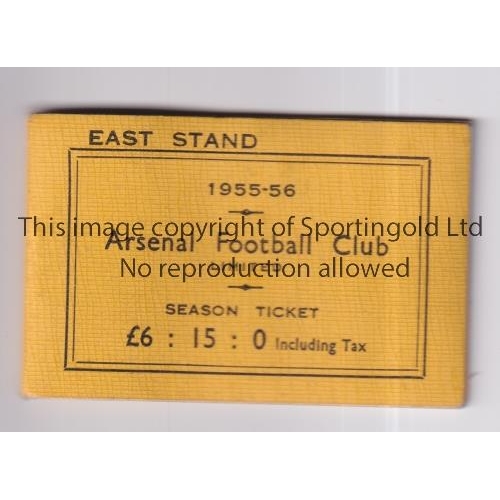 EAST STAND
1955-56
This image copyright of Sportingold Ltd
Arsenal Football Club
No reproduction allowed
LIMITED
SEASON TICKET
£6 : 15 : 0 Including Tax